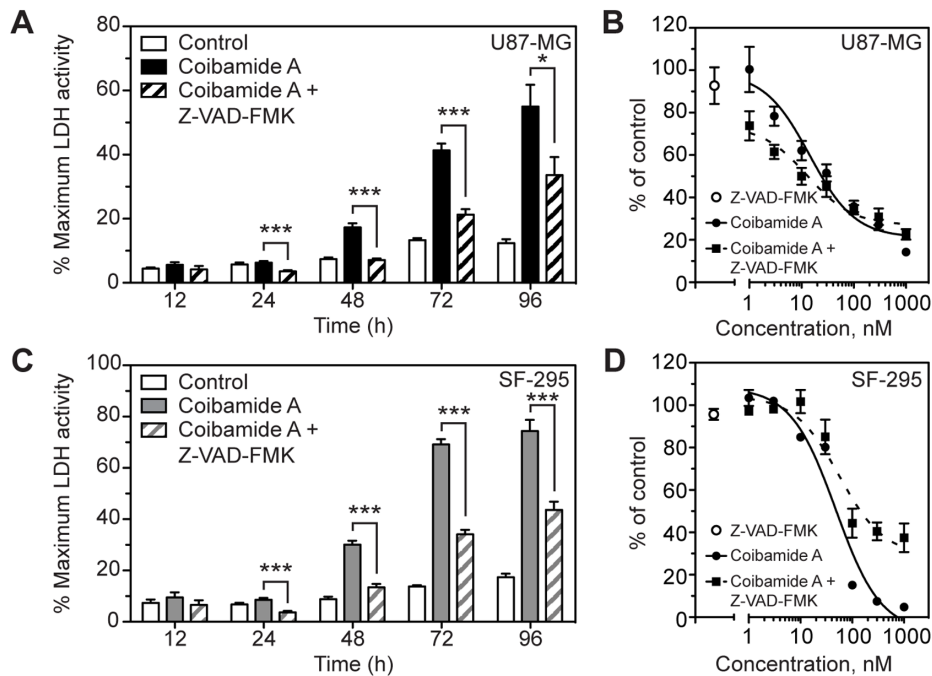 A
U87-MG
% Maximum LDH activity
80
60
40
20
0
Control
Coibamide A
Coibamide A +
Z-VAD-FMK
***
***
***
*
12 24 48 72 96
Time (h)
B
U87-MG
% of control
120
100
80
60
40
20
0
Z-VAD-FMK
Coibamide A
Coibamide A +
Z-VAD-FMK
1 10 100 1000
Concentration, nM
C
SF-295
% Maximum LDH activity
100
80
60
40
20
0
Control
Coibamide A
Coibamide A +
Z-VAD-FMK
***
***
***
***
12 24 48 72 96
Time (h)
D
SF-295
% of control
120
100
80
60
40
20
0
Z-VAD-FMK
Coibamide A
Coibamide A +
Z-VAD-FMK
1 10 100 1000
Concentration, nM